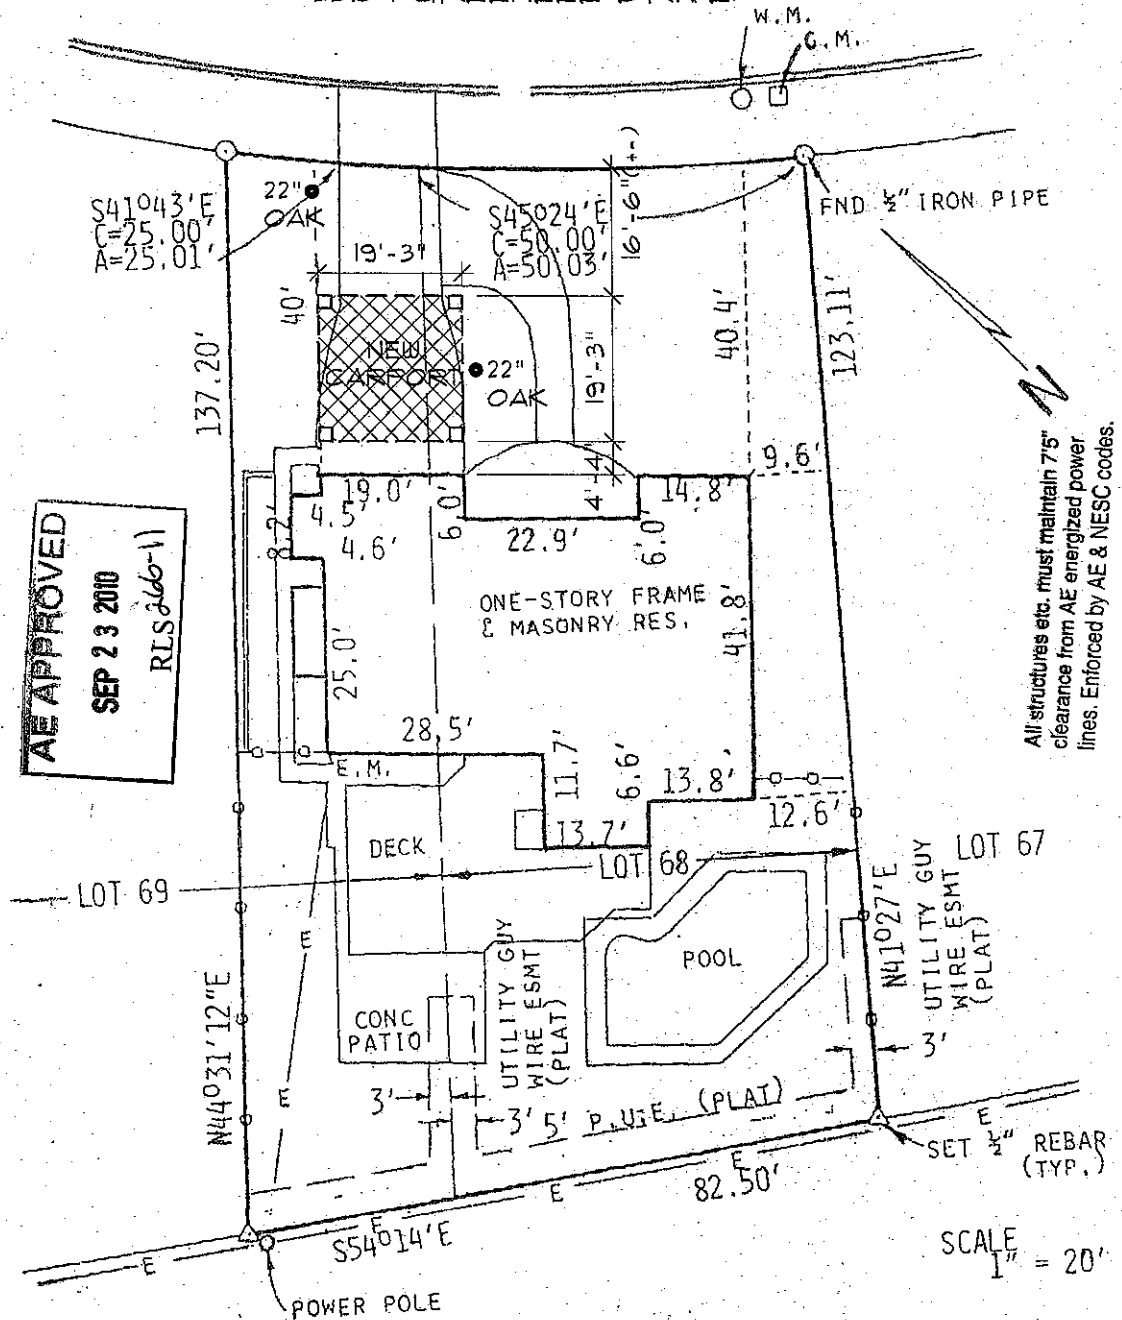 W.M.
G.M.
S41°43'E
C=25.00'
A=25.01'
22"
OAK
S45°24'E
C=50.00'
A=50.03'
16'-6"(+-)
FND ½" IRON PIPE
19'-3"
40'
NEW
CARPORT
22"
OAK
19'-3"
40.4'
123.11'
137.20'
N
4'-4"
9.6'
19.0'
6.0'
14.8'
4.5'
8.2'
4.6'
22.9'
6.0'
ONE-STORY FRAME
& MASONRY RES.
41.8'
25.0'
AE APPROVED
SEP 23 2010
RLS 266-11
All structures etc. must maintain 7'5"
clearance from AE energized power
lines. Enforced by AE & NESC codes.
28.5'
E.M.
11.7'
6.6'
13.8'
12.6'
13.7'
DECK
LOT 69
LOT 68
LOT 67
N44°31'12"E
E
E
CONC
PATIO
UTILITY GUY
WIRE ESMT
(PLAT)
POOL
N41°27'E
UTILITY GUY
WIRE ESMT
(PLAT)
3'
3'
3'
5' P.U.E. (PLAT)
E
SET ½" REBAR
(TYP.)
E
E
E
E
82.50'
S54°14'E
POWER POLE
SCALE
1" = 20'